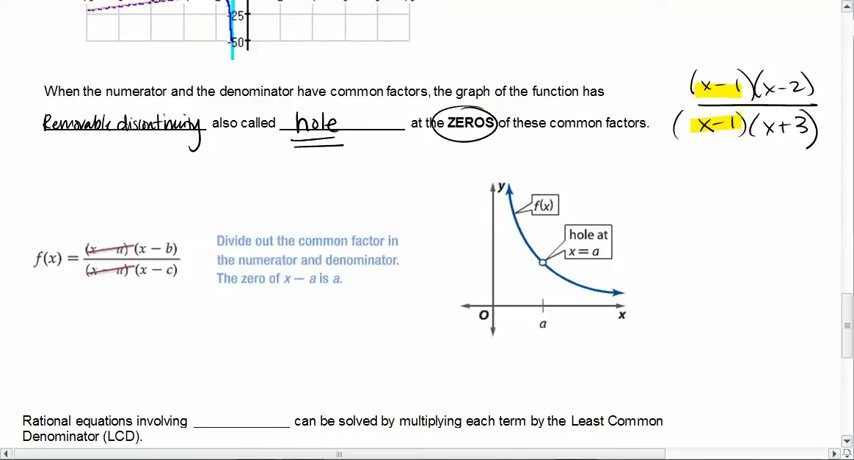 -25
-50
When the numerator and the denominator have common factors, the graph of the function has
Removable discontinuity also called hole at the ZEROS of these common factors.
(x-1)(x-2)
(x-1)(x+3)
y
f(x)
hole at
x = a
f(x) = (x − a)(x − b)
(x − a)(x − c)
Divide out the common factor in
the numerator and denominator.
The zero of x − a is a.
O
a
x
Rational equations involving ____________ can be solved by multiplying each term by the Least Common
Denominator (LCD).